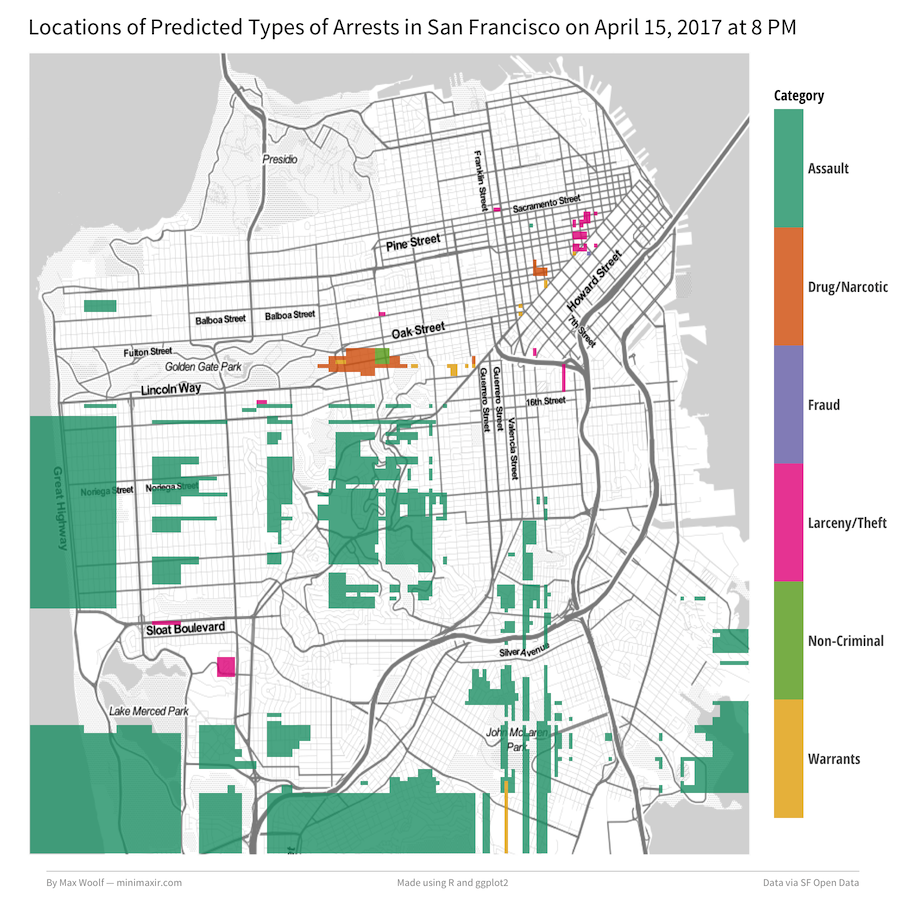 Locations of Predicted Types of Arrests in San Francisco on April 15, 2017 at 8 PM
Category
Assault
Drug/Narcotic
Fraud
Larceny/Theft
Non-Criminal
Warrants
Presidio
Franklin Street
Sacramento Street
Pine Street
Howard Street
Balboa Street
Balboa Street
Oak Street
7th Street
Fulton Street
Golden Gate Park
Lincoln Way
Guerrero Street
Guerrero Street
16th Street
Valencia Street
Great Highway
Noriega Street
Noriega Street
Sloat Boulevard
Silver Avenue
Lake Merced Park
John McLaren
Park
By Max Woolf — minimaxir.com
Made using R and ggplot2
Data via SF Open Data